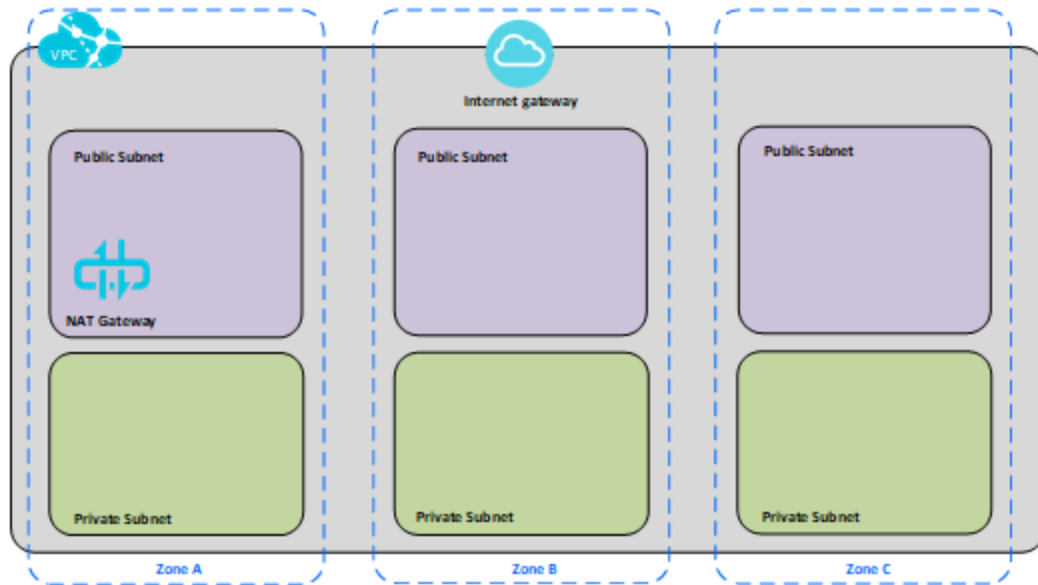 VPC
Internet gateway
Public Subnet
Public Subnet
Public Subnet
NAT Gateway
Private Subnet
Private Subnet
Private Subnet
Zone A
Zone B
Zone C